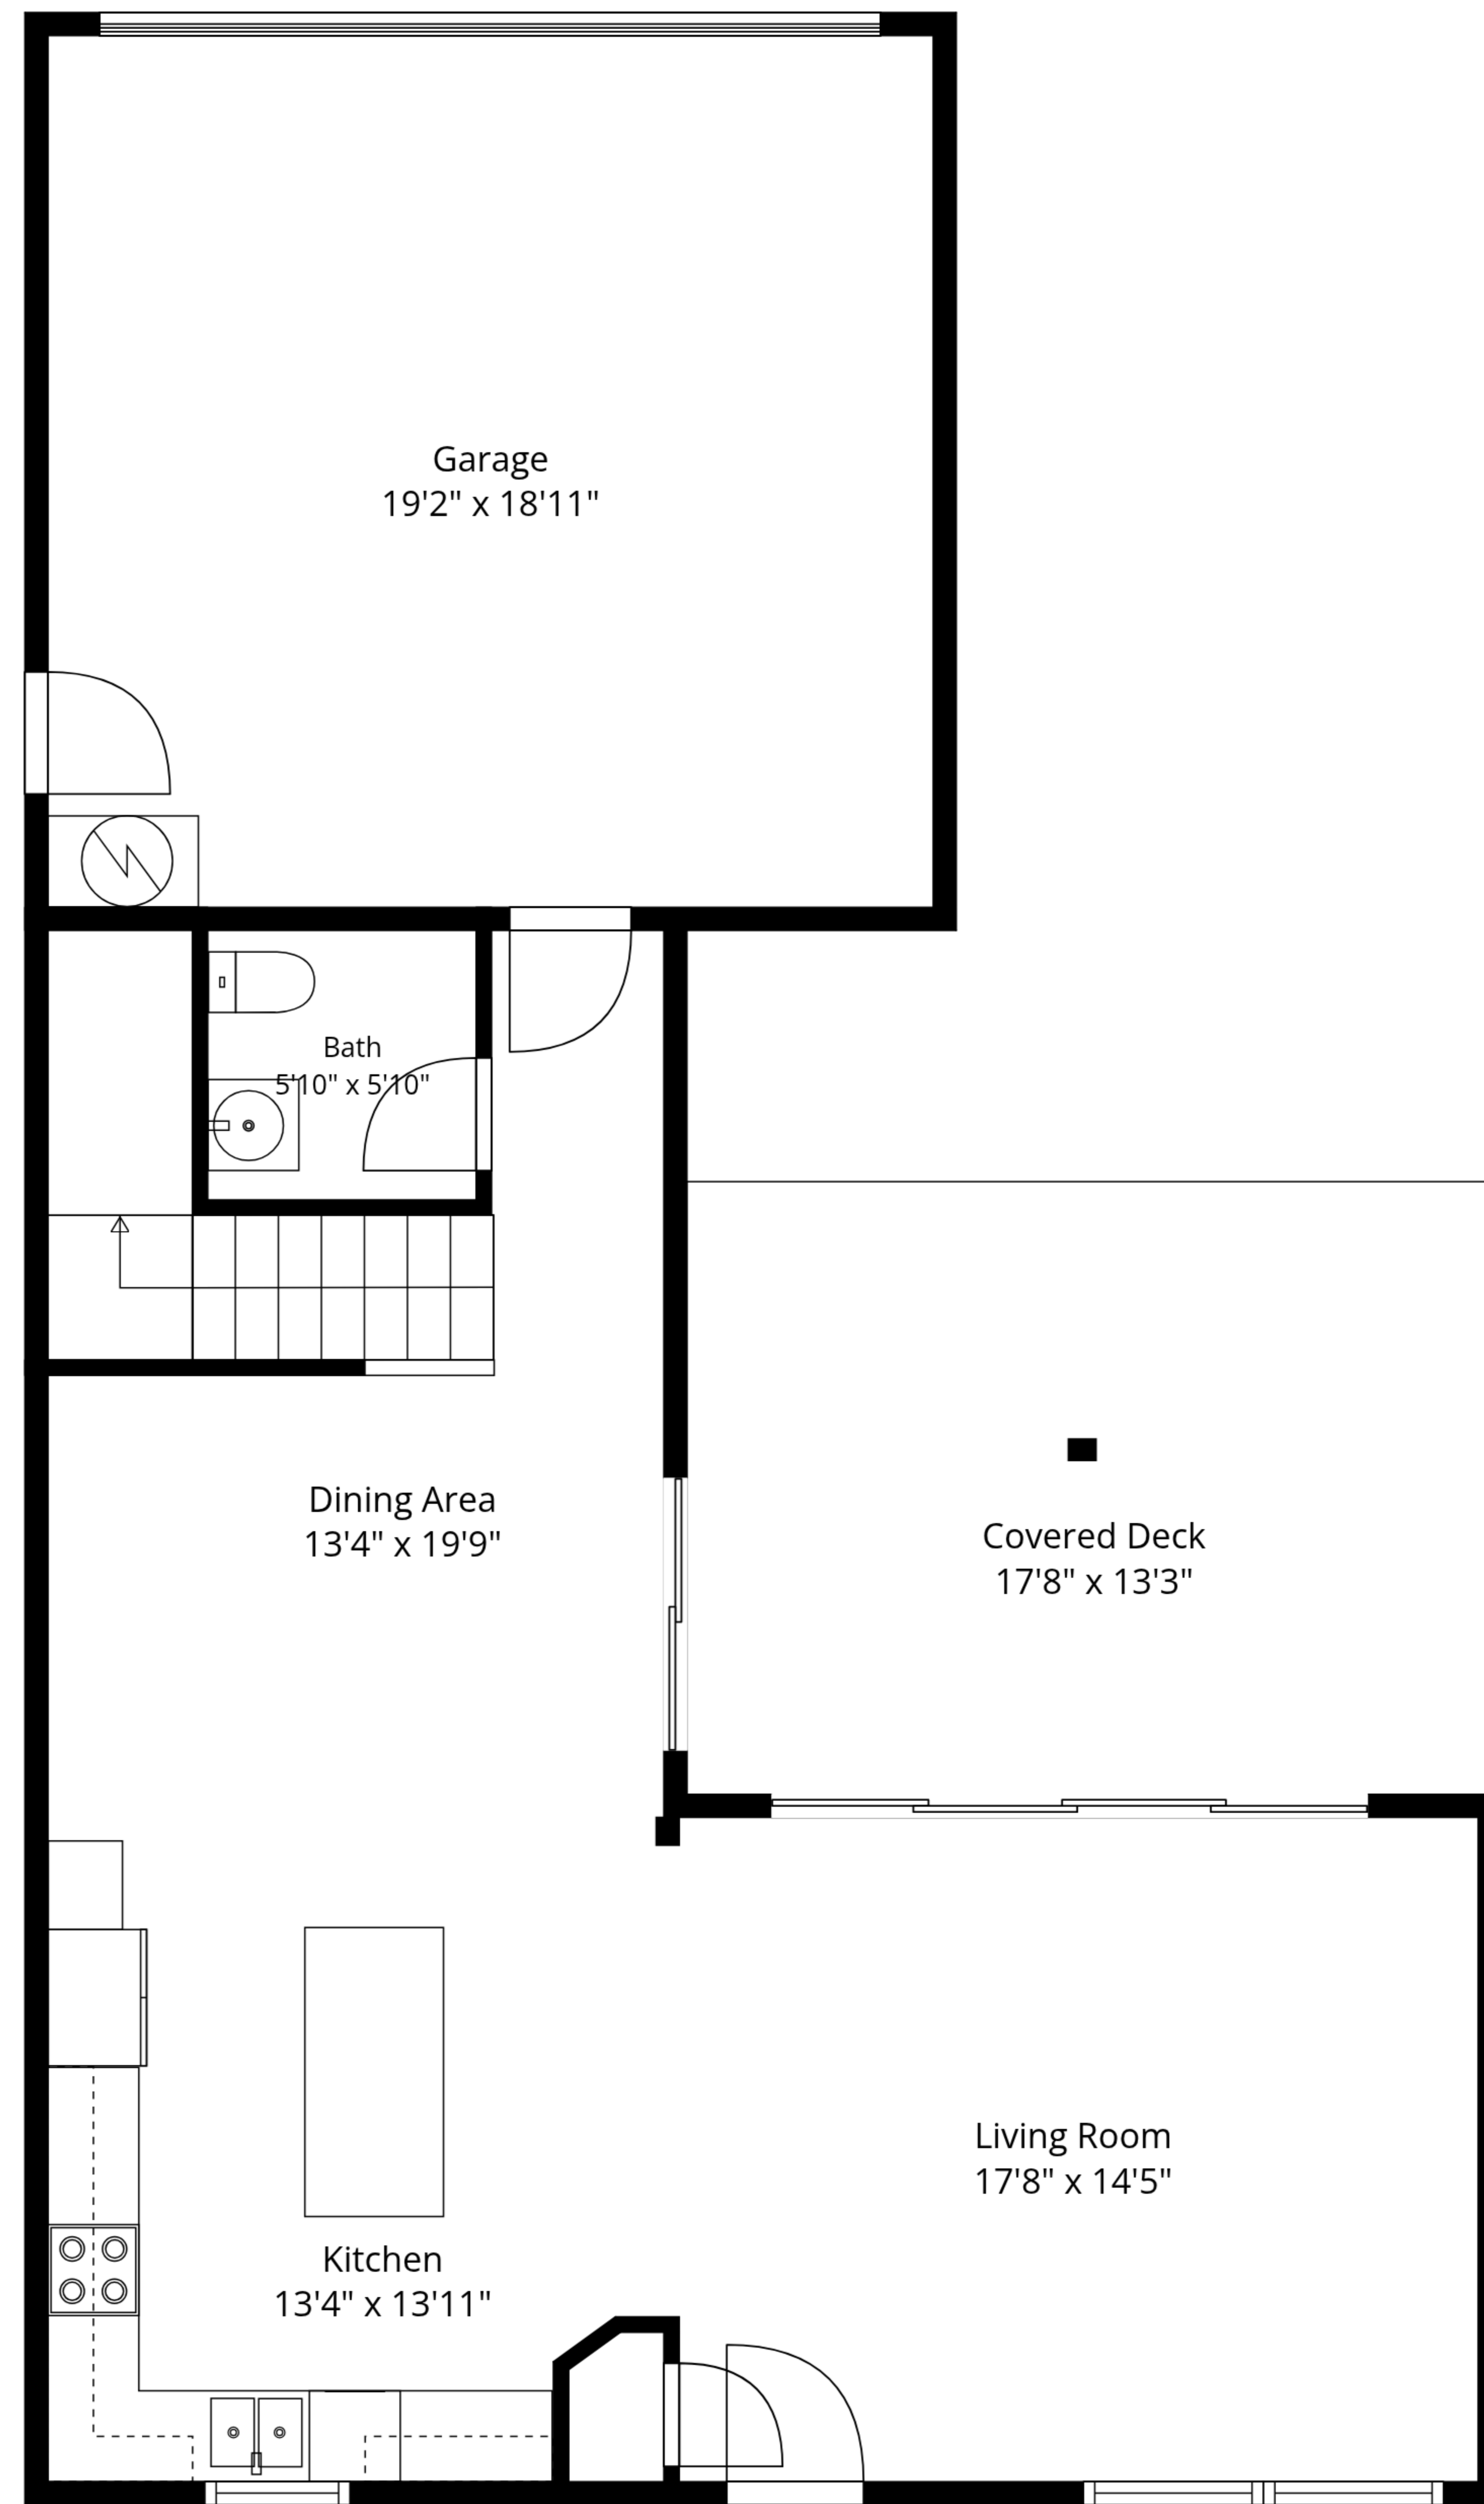 Garage
19'2" x 18'11"
Bath
5'10" x 5'10"
Dining Area
13'4" x 19'9"
Covered Deck
17'8" x 13'3"
Living Room
17'8" x 14'5"
Kitchen
13'4" x 13'11"